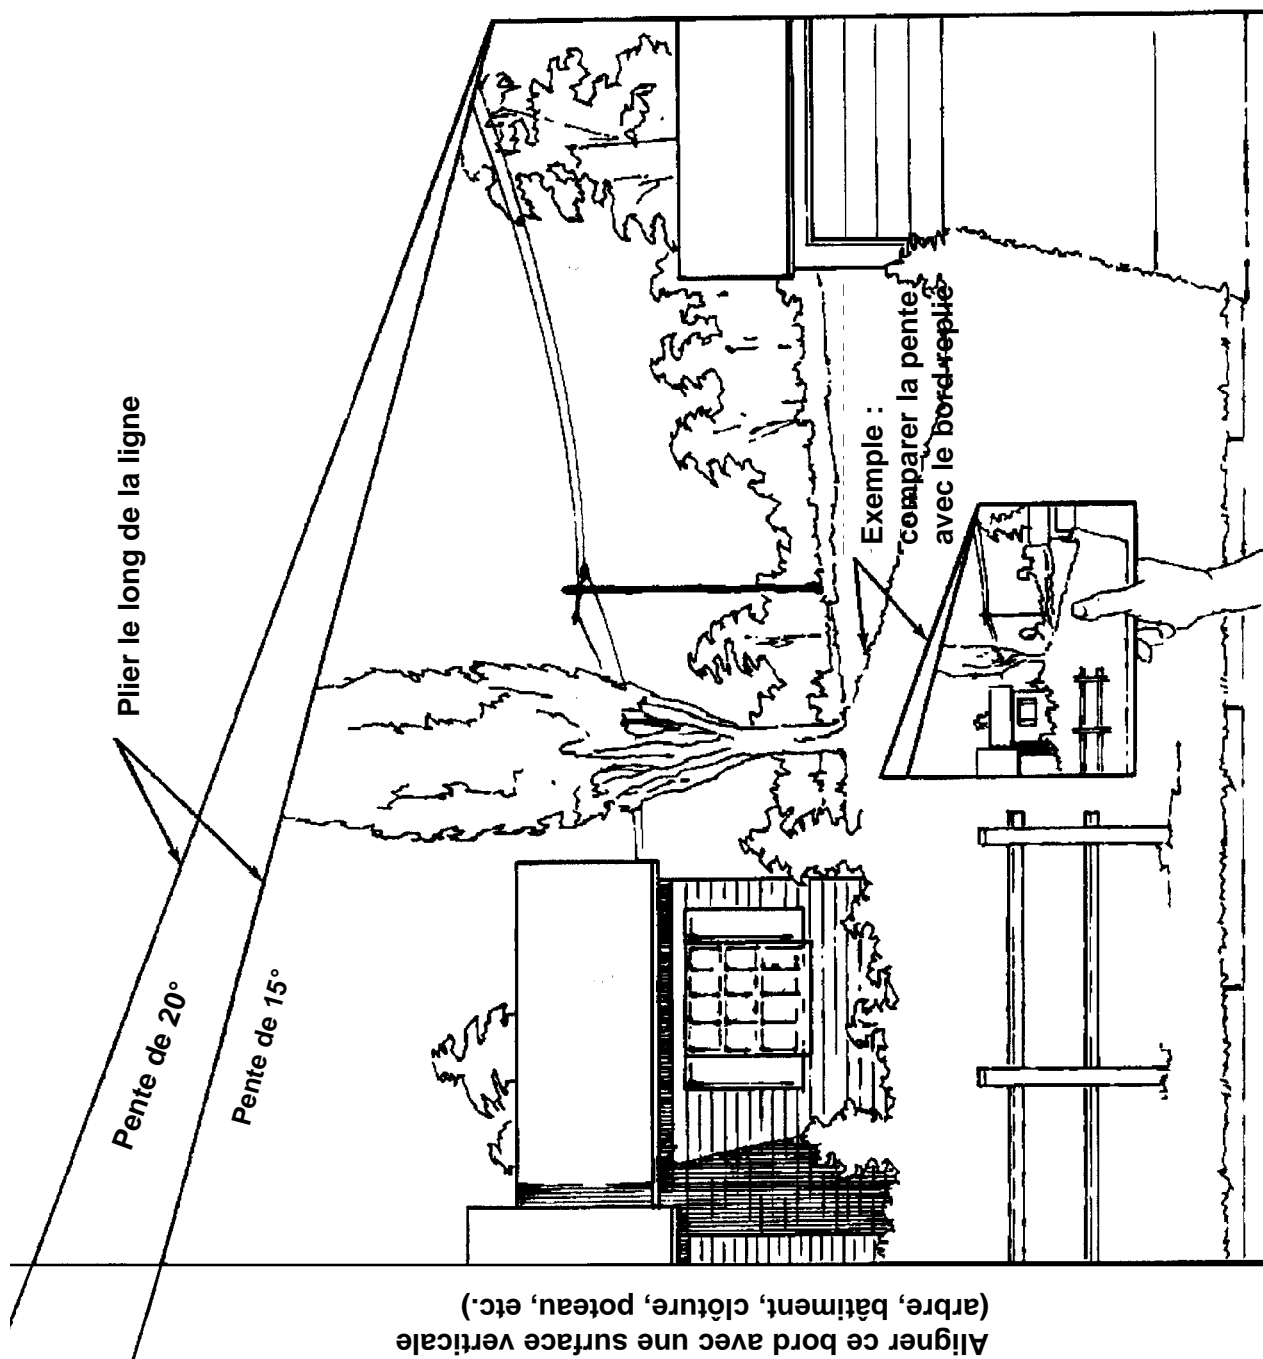 Plier le long de la ligne
Pente de 20°
Pente de 15°
Exemple :
comparer la pente
avec le bord replié
Aligner ce bord avec une surface verticale
(arbre, bâtiment, clôture, poteau, etc.)